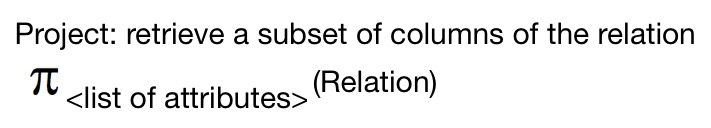 Project: retrieve a subset of columns of the relation
π <list of attributes> (Relation)